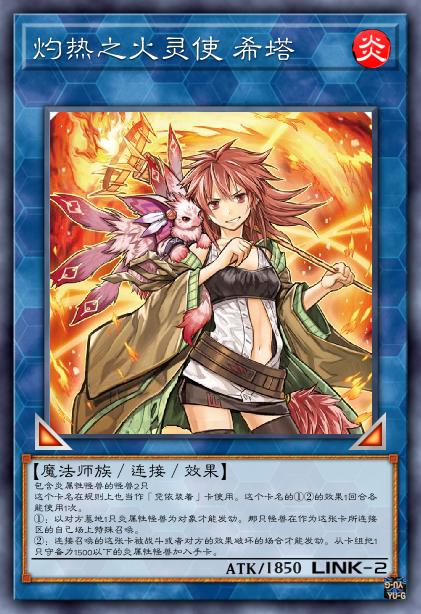 灼热之火灵使 希塔
炎
【魔法师族／连接／效果】
包含炎属性怪兽的怪兽2只
这个卡名在规则上也当作「凭依装着」卡使用。这个卡名的①②的效果1回合各
能使用1次。
①：以对方墓地1只炎属性怪兽为对象才能发动。那只怪兽在作为这张卡所连接
区的自己场上特殊召唤。
②：连接召唤的这张卡被战斗或者对方的效果破坏的场合才能发动。从卡组把1
只守备力1500以下的炎属性怪兽加入手卡。
ATK/1850 LINK-2
YU-G